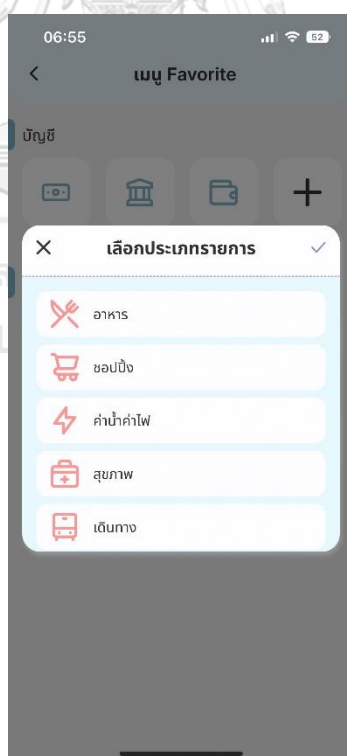 06:55
52
เมนู Favorite
บัญชี
เลือกประเภทรายการ
อาหาร
ชอปปิ้ง
ค่าน้ำค่าไฟ
สุขภาพ
เดินทาง